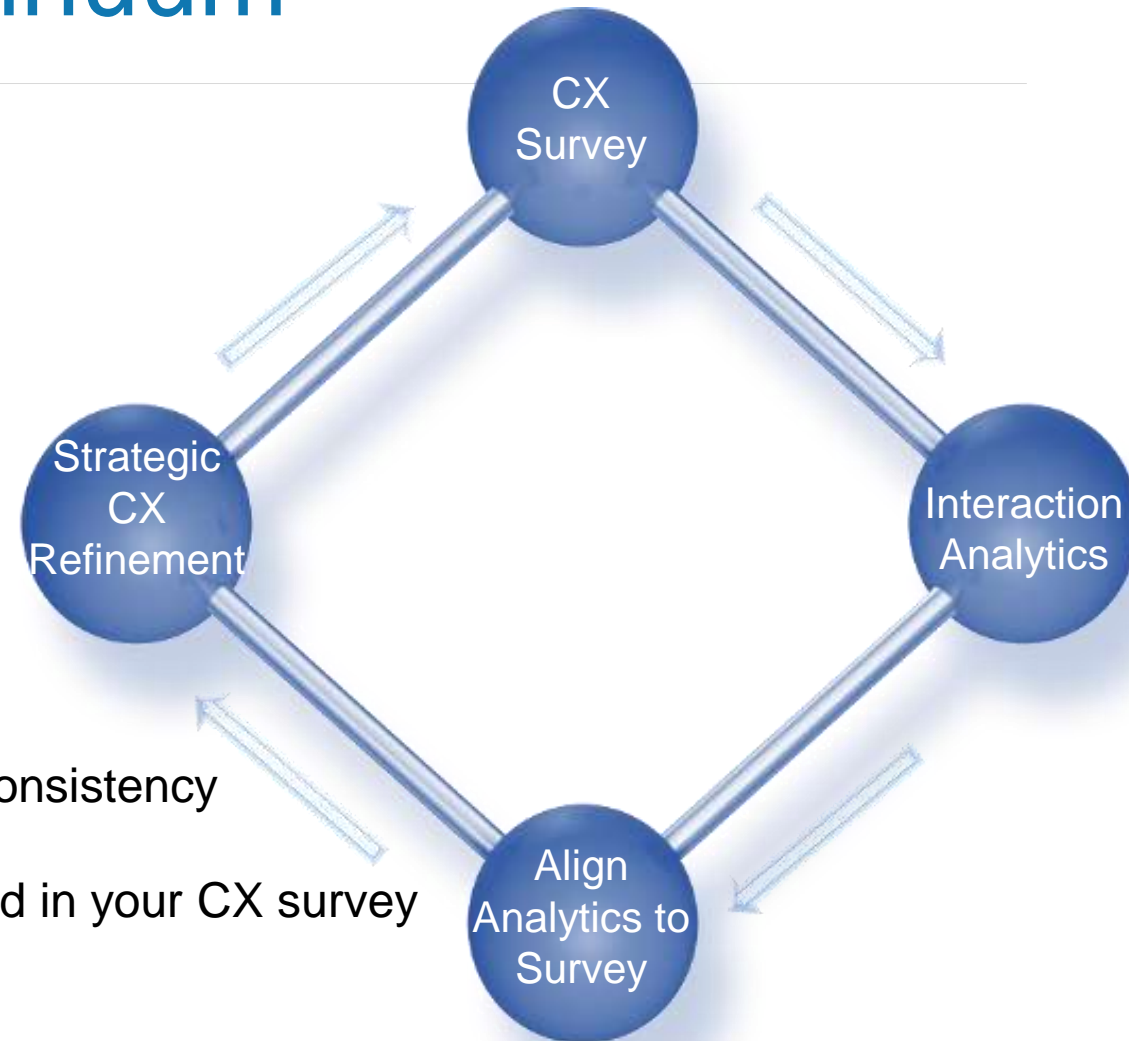 CX
Survey
Strategic
CX
Refinement
Interaction
Analytics
onsistency
d in your CX survey
Align
Analytics to
Survey